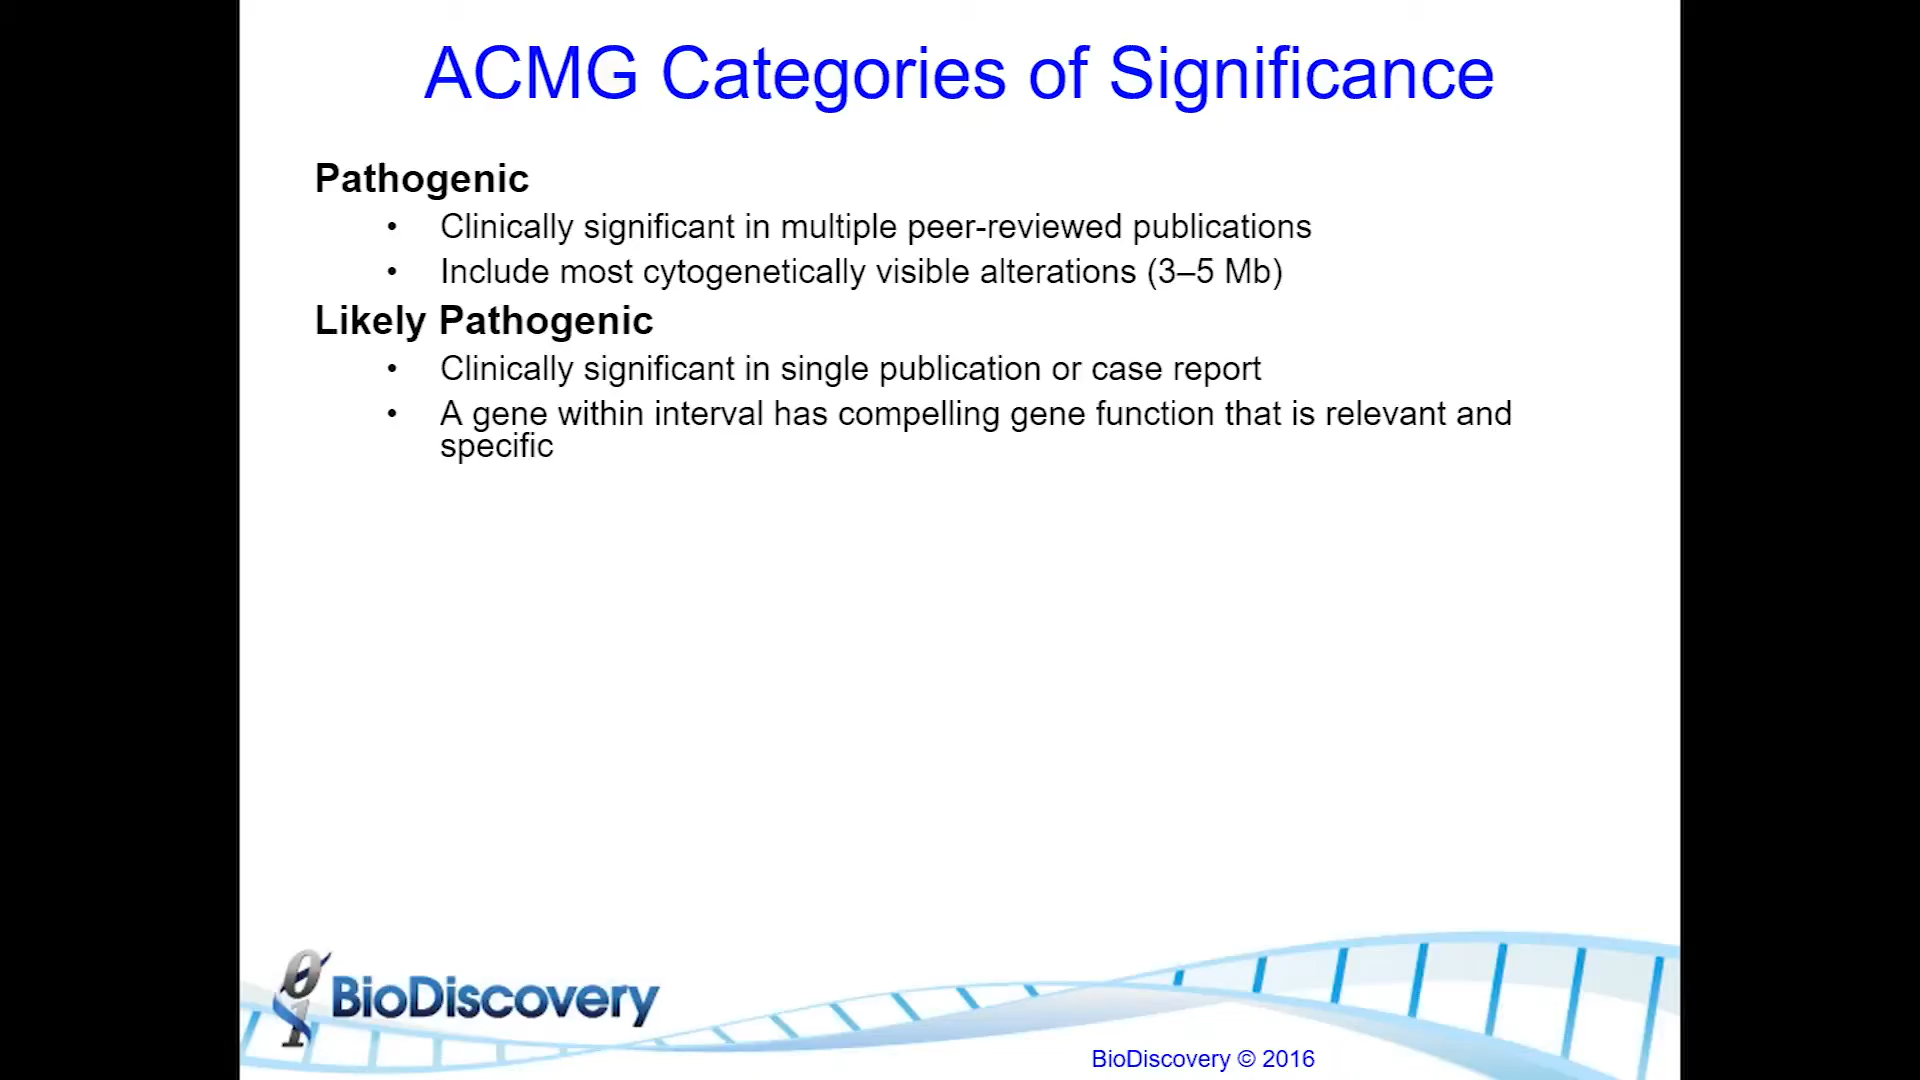 ACMG Categories of Significance
Pathogenic
• Clinically significant in multiple peer-reviewed publications
• Include most cytogenetically visible alterations (3–5 Mb)
Likely Pathogenic
• Clinically significant in single publication or case report
• A gene within interval has compelling gene function that is relevant and
specific
01
BioDiscovery
BioDiscovery © 2016